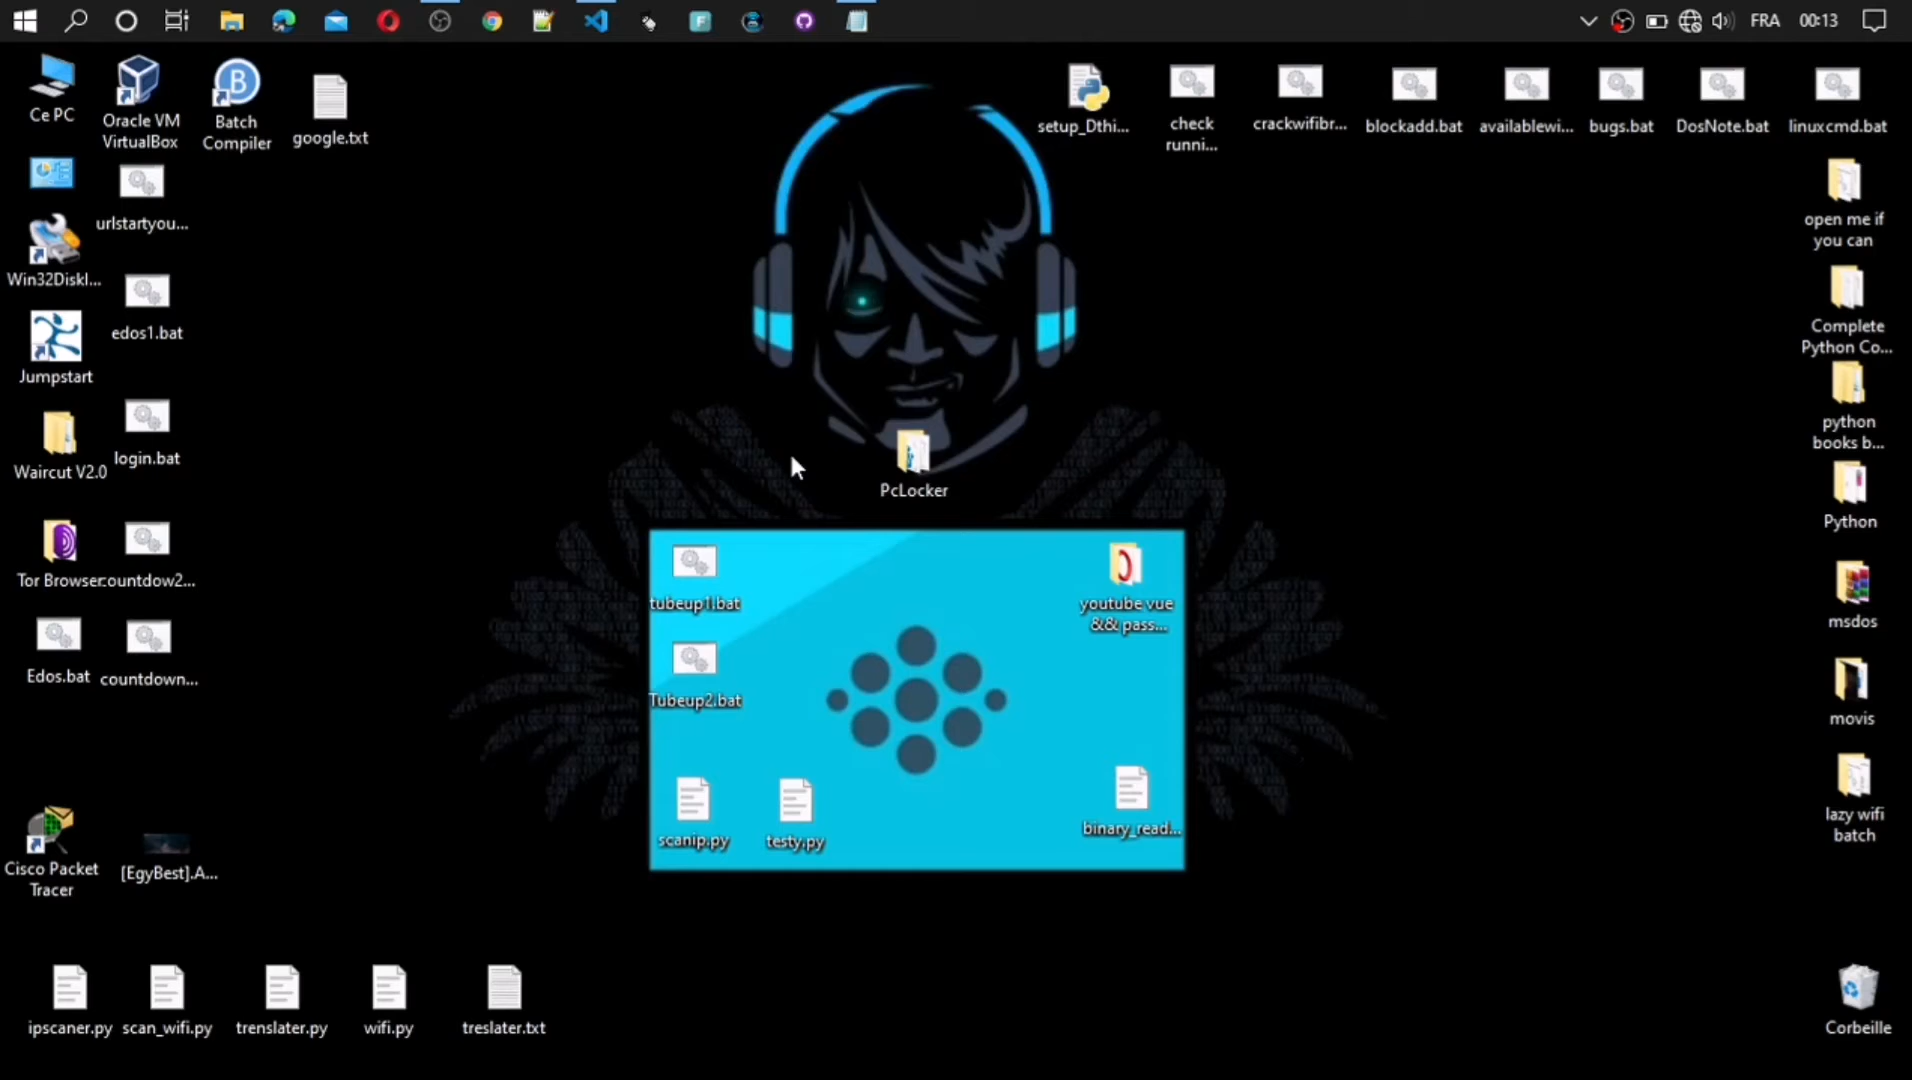 FRA
00:13
Ce PC
Oracle VM
VirtualBox
B
Batch
Compiler
google.txt
setup_Dthi...
check
runni...
crackwifibr...
blockadd.bat
availablewi...
bugs.bat
DosNote.bat
linuxcmd.bat
urlstartyou...
open me if
you can
Win32DiskI...
edos1.bat
Complete
Python Co...
Jumpstart
login.bat
python
books b...
Waircut V2.0
PcLocker
Python
Tor Browser
countdow2...
tubeup1.bat
youtube vue
&& pass...
msdos
Edos.bat
countdown...
Tubeup2.bat
movis
scanip.py
testy.py
binary_read...
lazy wifi
batch
Cisco Packet
Tracer
[EgyBest].A...
ipscaner.py
scan_wifi.py
trenslater.py
wifi.py
treslater.txt
Corbeille